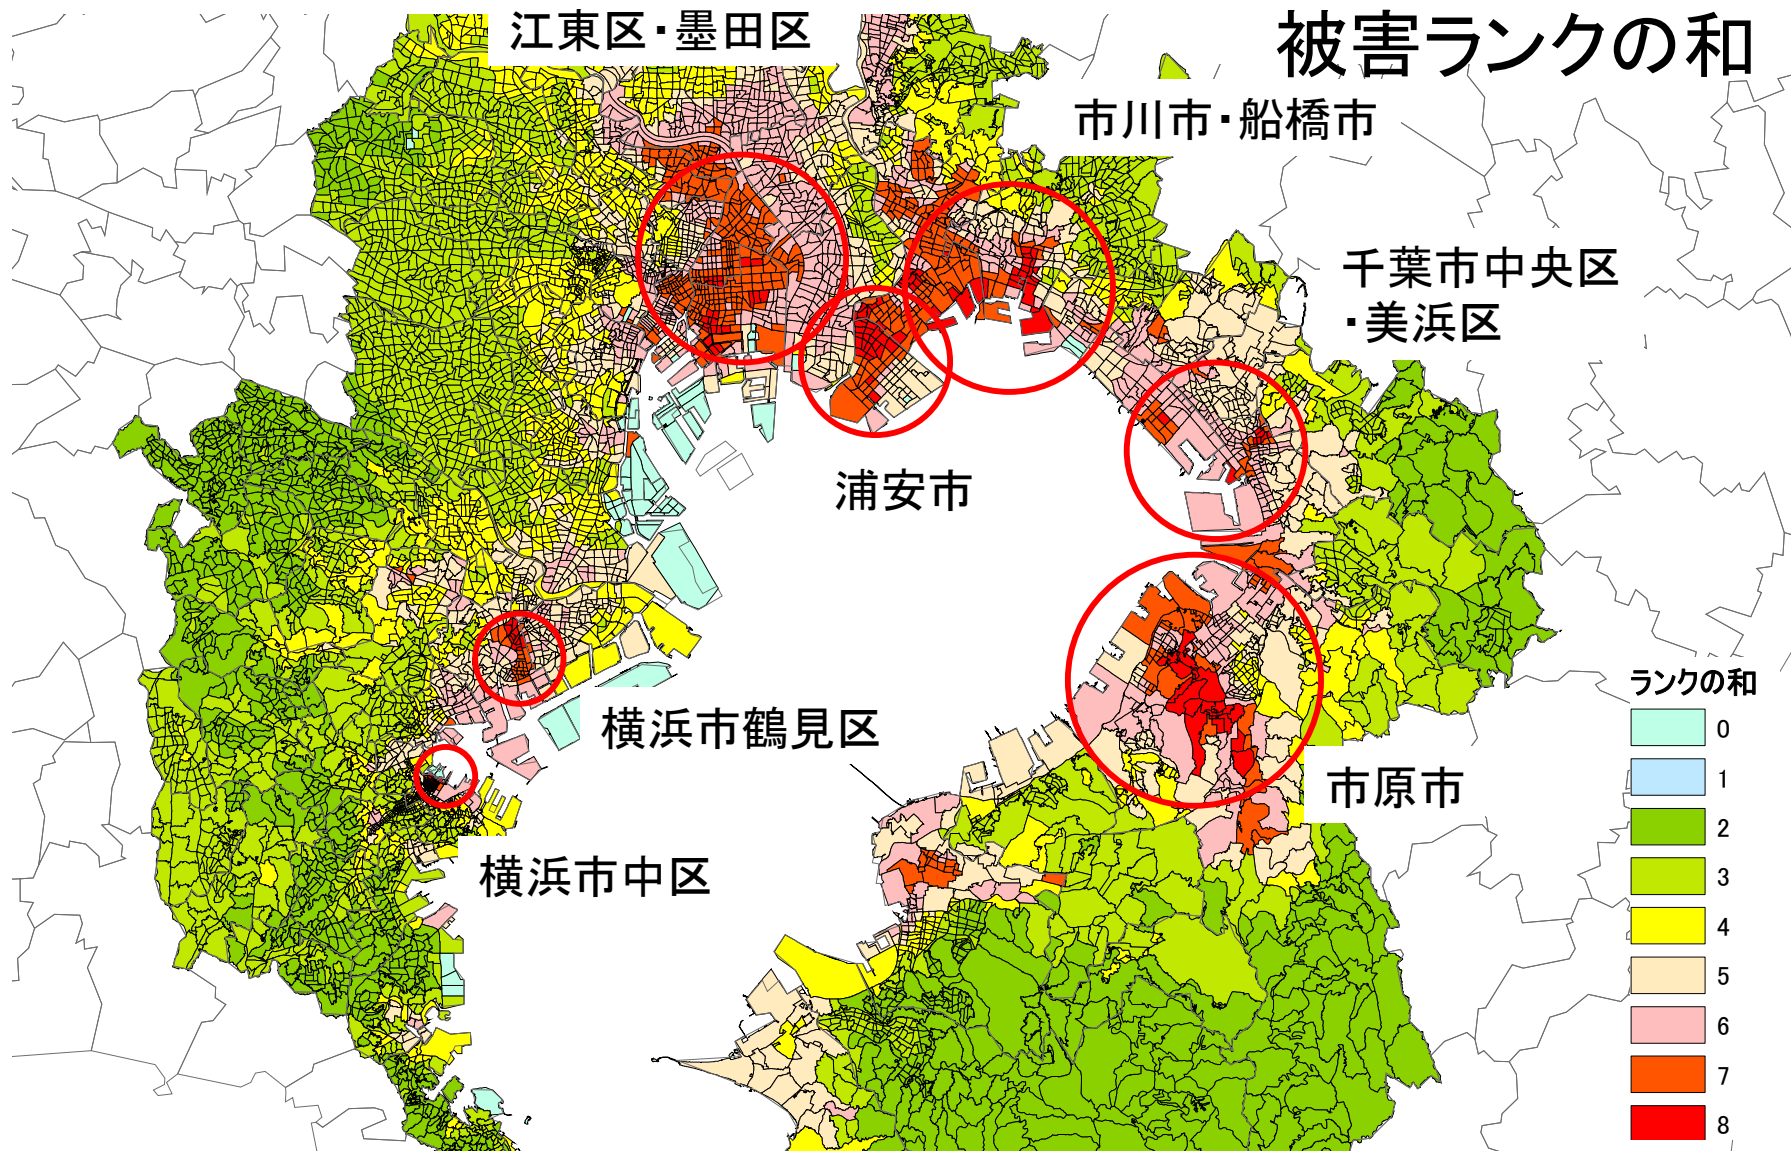 被害ランクの和
江東区・墨田区
市川市・船橋市
千葉市中央区
・美浜区
浦安市
横浜市鶴見区
市原市
横浜市中区
ランクの和
0
1
2
3
4
5
6
7
8